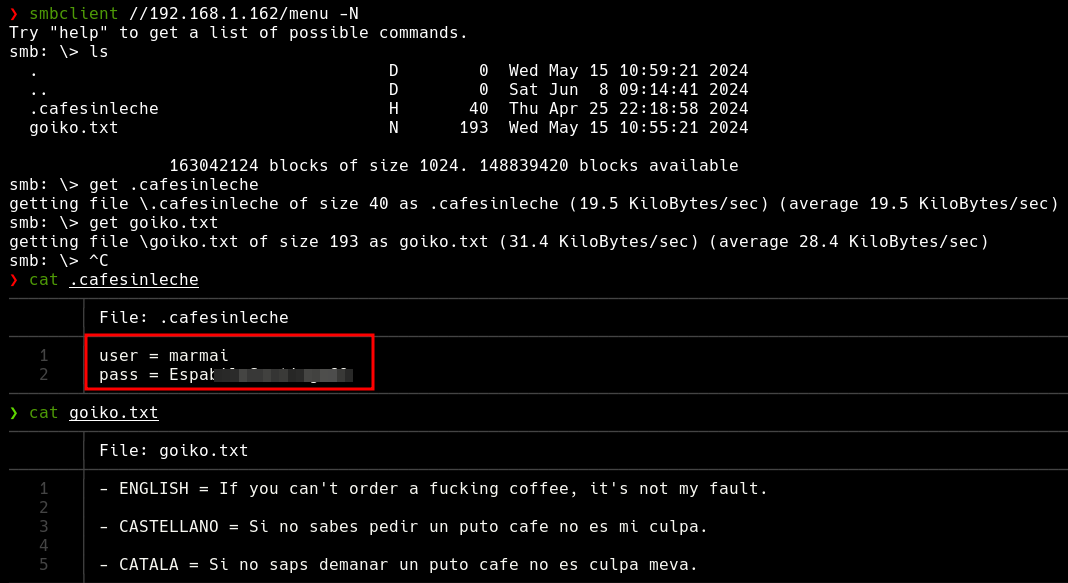 ❯ smbclient //192.168.1.162/menu -N
Try "help" to get a list of possible commands.
smb: \> ls
  .                                   D        0  Wed May 15 10:59:21 2024
  ..                                  D        0  Sat Jun  8 09:14:41 2024
  .cafesinleche                       H       40  Thu Apr 25 22:18:58 2024
  goiko.txt                           N      193  Wed May 15 10:55:21 2024
                163042124 blocks of size 1024. 148839420 blocks available
smb: \> get .cafesinleche
getting file \.cafesinleche of size 40 as .cafesinleche (19.5 KiloBytes/sec) (average 19.5 KiloBytes/sec)
smb: \> get goiko.txt
getting file \goiko.txt of size 193 as goiko.txt (31.4 KiloBytes/sec) (average 28.4 KiloBytes/sec)
smb: \> ^C
❯ cat .cafesinleche
File: .cafesinleche
1 user = marmai
2 pass =
❯ cat goiko.txt
File: goiko.txt
1 - ENGLISH = If you can't order a fucking coffee, it's not my fault.
2
3 - CASTELLANO = Si no sabes pedir un puto cafe no es mi culpa.
4
5 - CATALA = Si no saps demanar un puto cafe no es culpa meva.